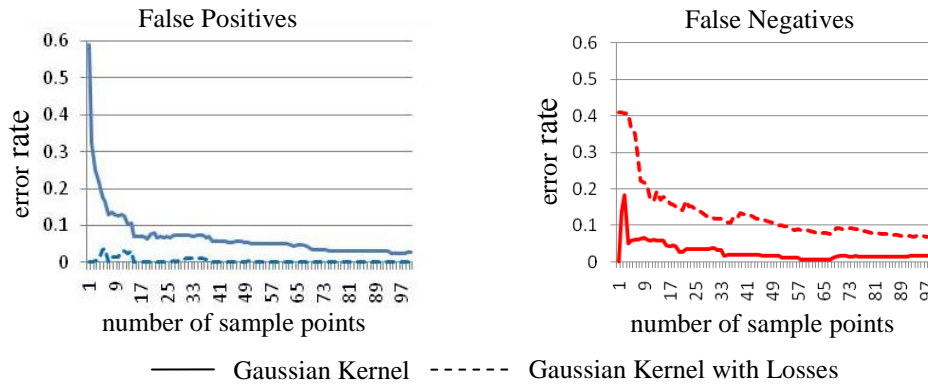 False Positives
0.6
0.5
0.4
0.3
0.2
0.1
0
error rate
1 9 17 25 33 41 49 57 65 73 81 89 97
number of sample points
False Negatives
0.6
0.5
0.4
0.3
0.2
0.1
0
error rate
1 9 17 25 33 41 49 57 65 73 81 89 97
number of sample points
Gaussian Kernel
Gaussian Kernel with Losses